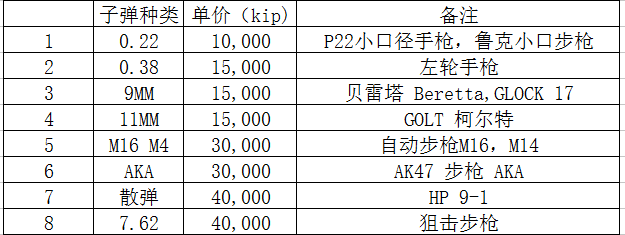 子弹种类 单价（kip) 备注
1 0.22 10,000 P22小口径手枪，鲁克小口步枪
2 0.38 15,000 左轮手枪
3 9MM 15,000 贝雷塔 Beretta,GLOCK 17
4 11MM 15,000 GOLT 柯尔特
5 M16 M4 30,000 自动步枪M16，M14
6 AKA 30,000 AK47 步枪 AKA
7 散弹 40,000 HP 9-1
8 7.62 40,000 狙击步枪